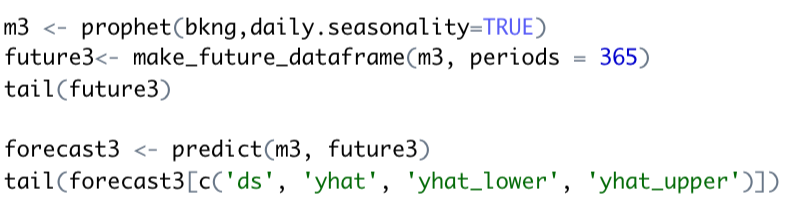 m3 <- prophet(bkng,daily.seasonality=TRUE)
future3<- make_future_dataframe(m3, periods = 365)
tail(future3)
forecast3 <- predict(m3, future3)
tail(forecast3[c('ds', 'yhat', 'yhat_lower', 'yhat_upper')])